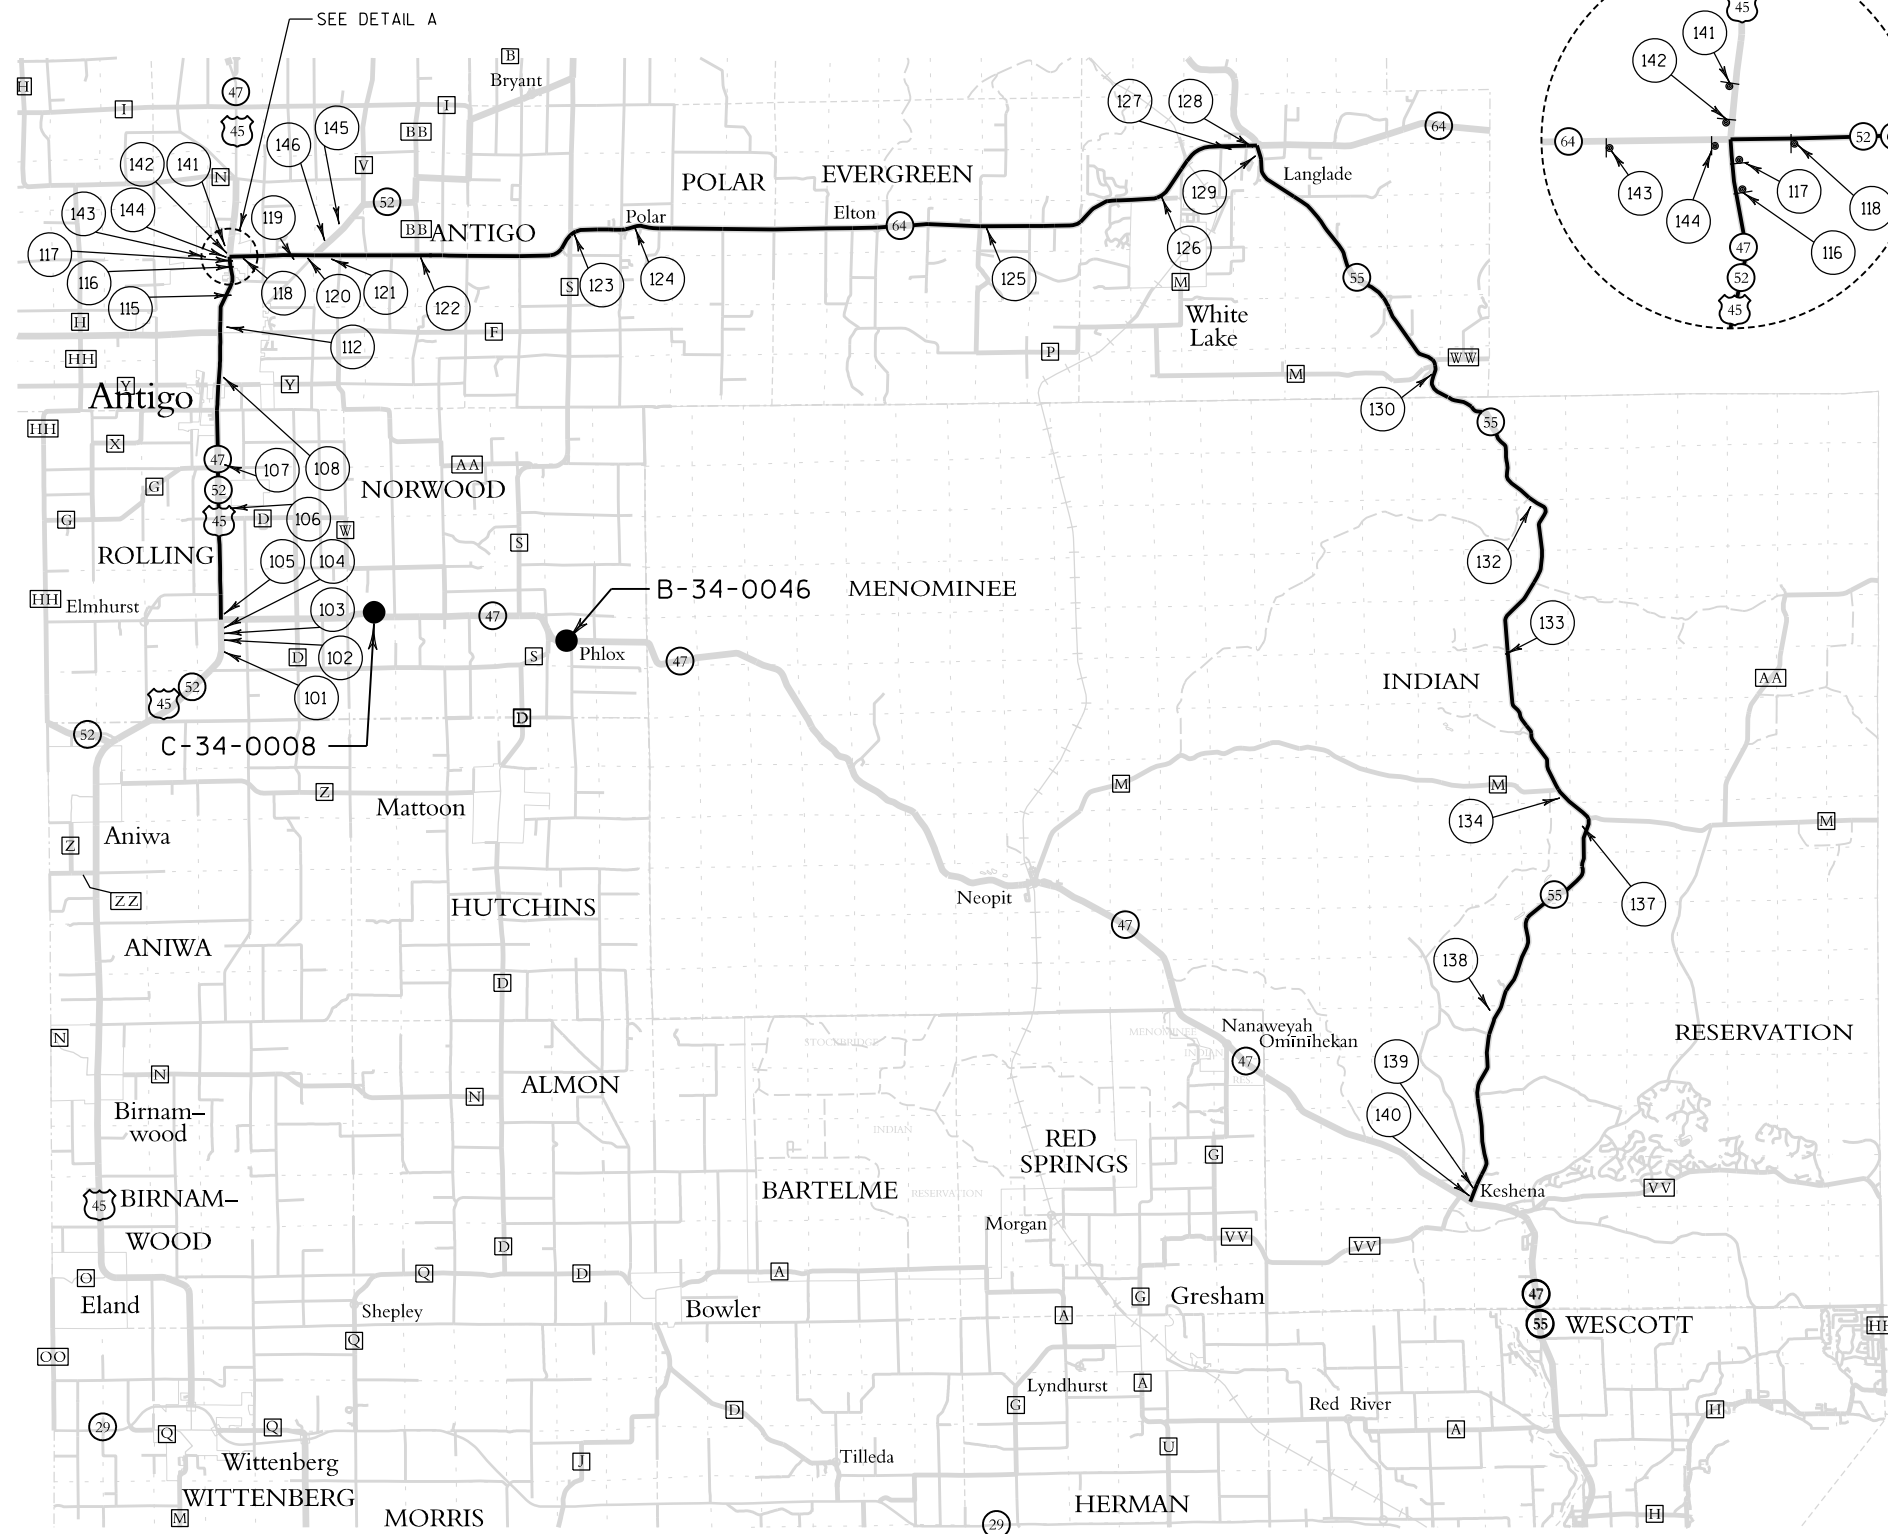 SEE DETAIL A
45
141
142
64
52
143
144
117
118
116
47
52
45
B
Bryant
H
I
47
I
45
BB
145
146
142
141
N
V
52
143
144
119
BB
ANTIGO
117
116
115
118
120
121
122
H
F
112
HH
Y
Y
Antigo
POLAR
EVERGREEN
Polar
Elton
64
123
124
S
125
126
127
128
64
129
Langlade
M
White
Lake
P
M
55
WW
130
55
HH
X
47
107
108
AA
G
52
NORWOOD
G
45
D
106
W
ROLLING
S
105
104
HH
Elmhurst
103
47
B-34-0046
MENOMINEE
D
102
S
Phlox
47
101
52
45
D
52
C-34-0008
132
133
INDIAN
AA
Z
Mattoon
M
M
134
M
Aniwa
Z
137
55
ZZ
HUTCHINS
Neopit
47
ANIWA
138
D
N
STOCKBRIDGE
MENOMINEE
INDIAN
RES.
Nanaweyah
Ominihekan
47
RESERVATION
139
N
ALMON
N
Birnam–
wood
INDIAN
140
RED
SPRINGS
G
45
BIRNAM–
WOOD
BARTELME
RESERVATION
Keshena
VV
Morgan
VV
VV
D
O
Q
D
A
Eland
Shepley
Bowler
G
Gresham
47
A
55
WESCOTT
Q
OO
Lyndhurst
A
D
G
Red River
H
29
Q
Q
A
Wittenberg
J
Tilleda
U
WITTENBERG
M
MORRIS
29
HERMAN
H